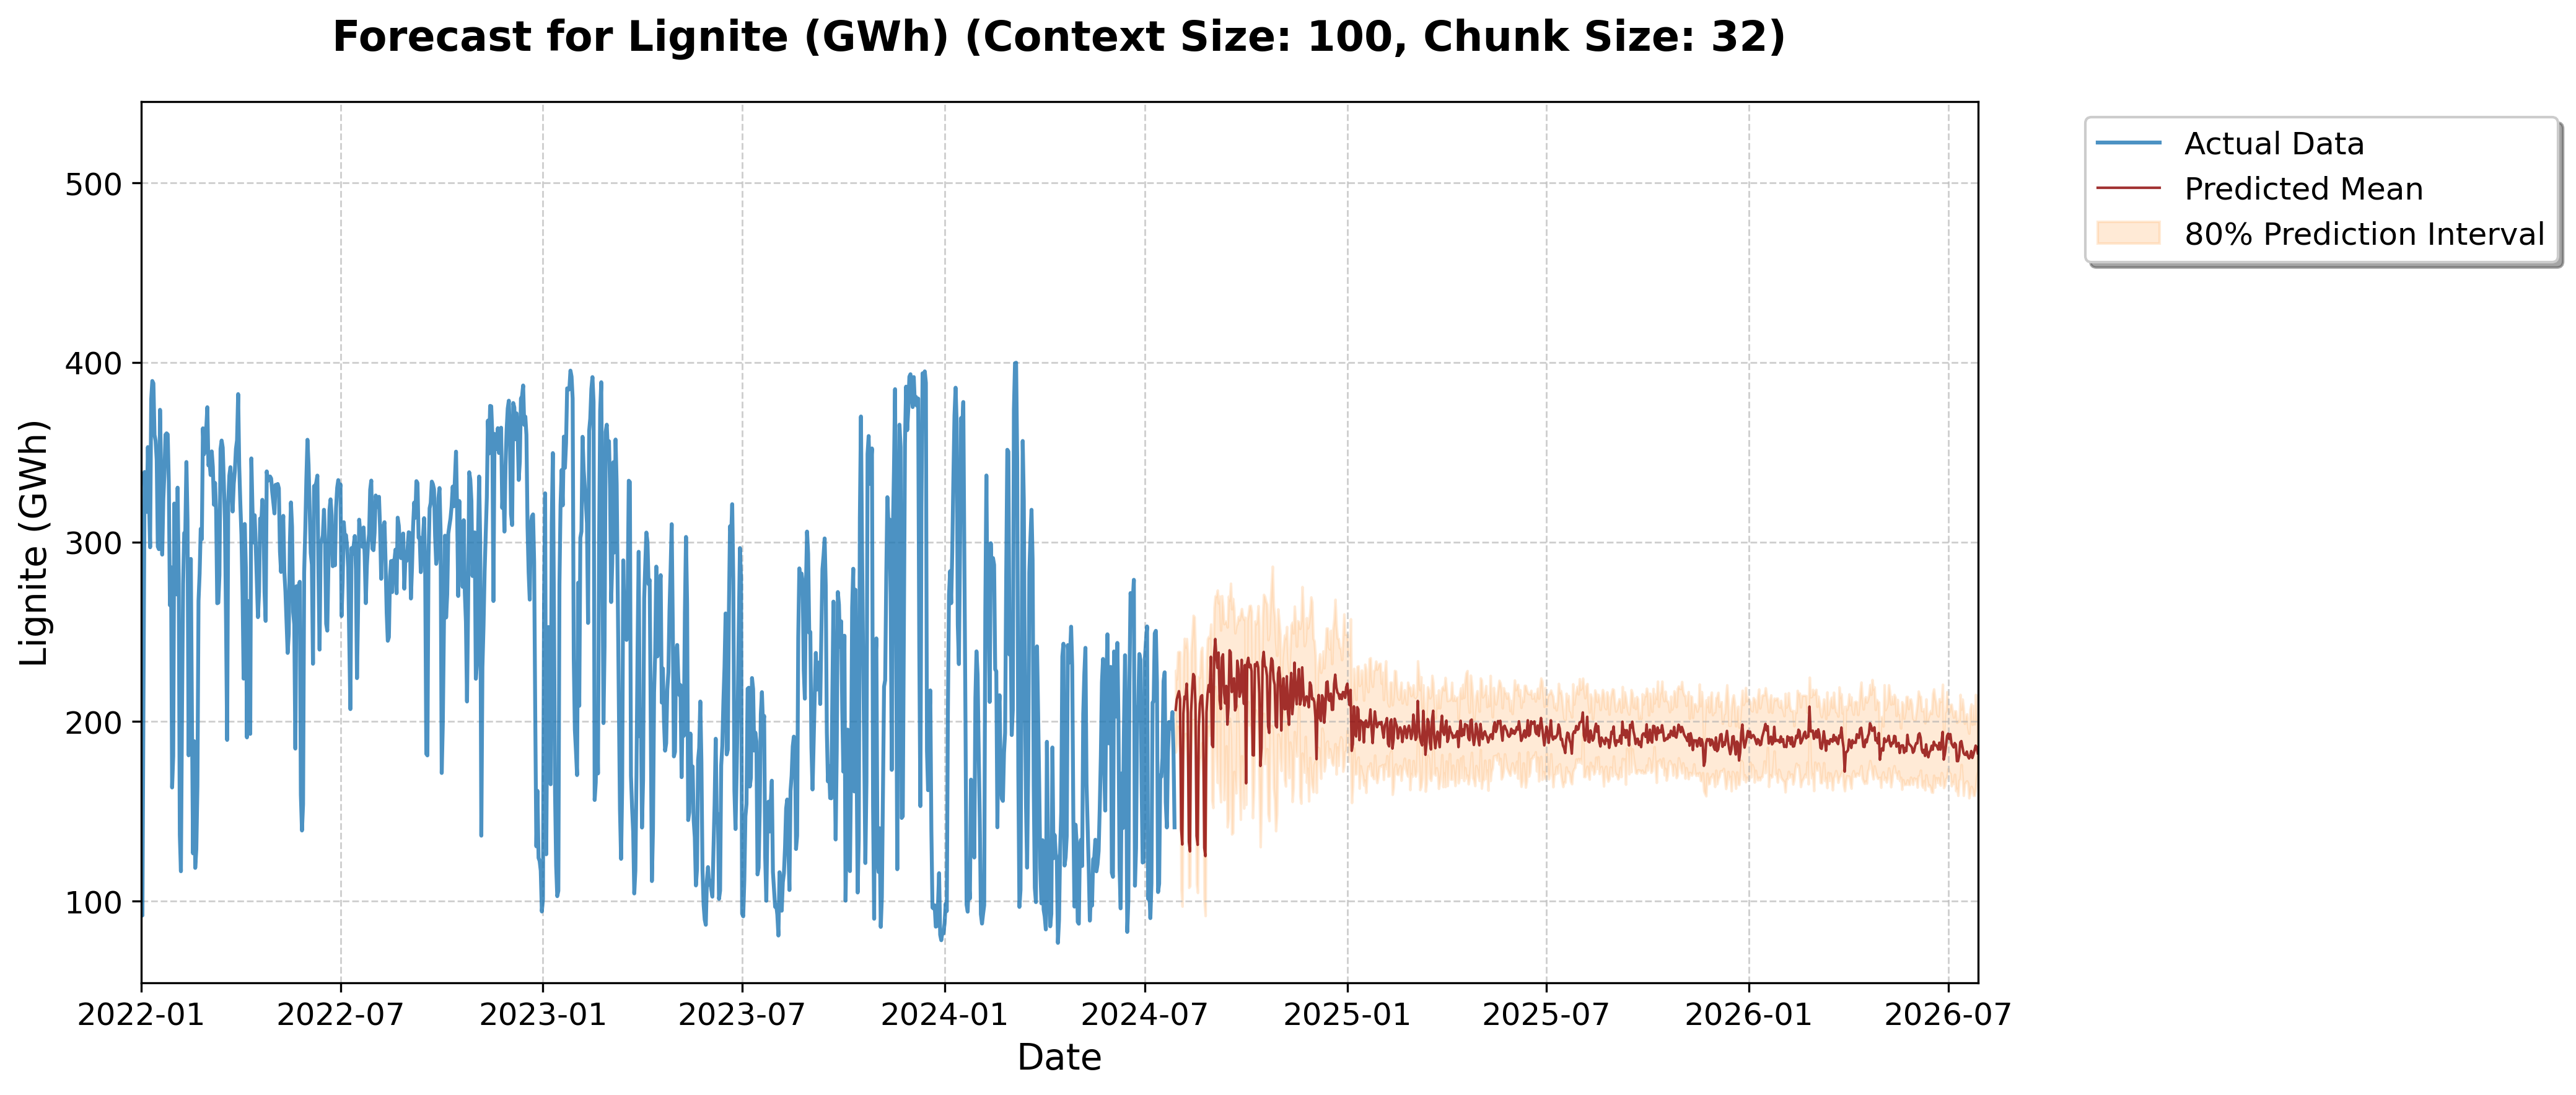 Forecast for Lignite (GWh) (Context Size: 100, Chunk Size: 32)
Actual Data
Predicted Mean
80% Prediction Interval
Lignite (GWh)
500
400
300
200
100
2022-01 2022-07 2023-01 2023-07 2024-01 2024-07 2025-01 2025-07 2026-01 2026-07
Date